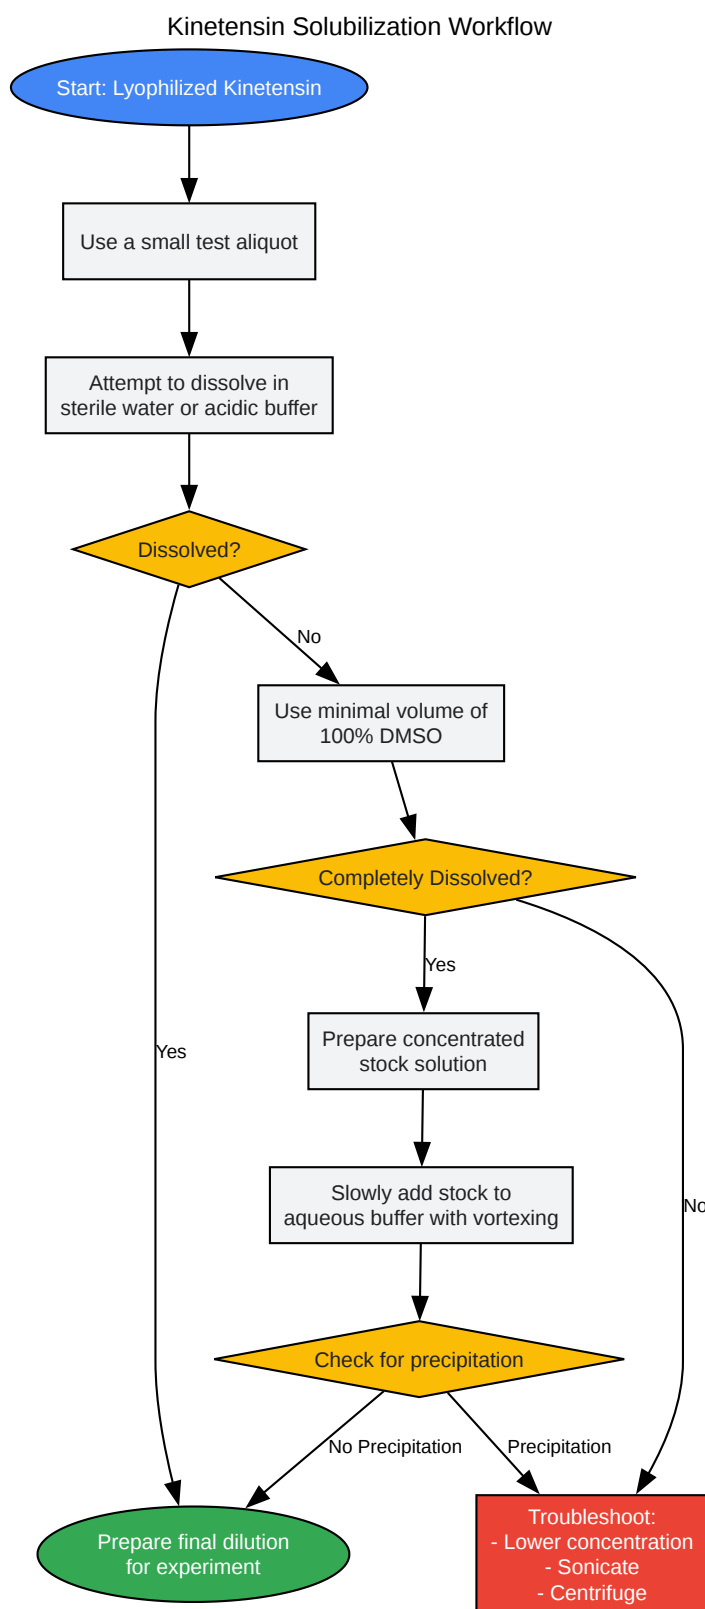 Kinetensin Solubilization Workflow
Start: Lyophilized Kinetensin
Use a small test aliquot
Attempt to dissolve in
sterile water or acidic buffer
Dissolved?
No
Use minimal volume of
100% DMSO
Completely Dissolved?
Yes
Prepare concentrated
stock solution
Yes
Slowly add stock to
aqueous buffer with vortexing
No
Check for precipitation
No Precipitation
Precipitation
Prepare final dilution
for experiment
Troubleshoot:
- Lower concentration
- Sonicate
- Centrifuge